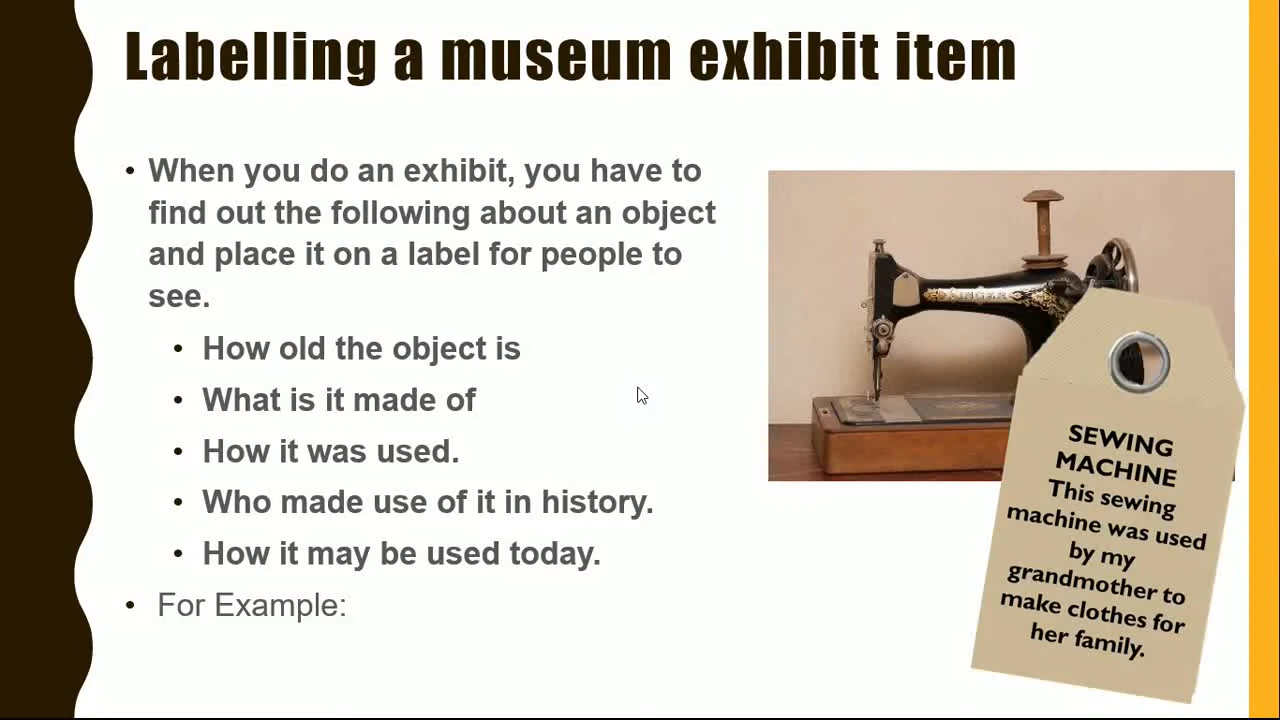 Labelling a museum exhibit item
• When you do an exhibit, you have to
find out the following about an object
and place it on a label for people to
see.
• How old the object is
• What is it made of
• How it was used.
• Who made use of it in history.
• How it may be used today.
• For Example:
SINGER
SEWING
MACHINE
This sewing
machine was used
by my
grandmother to
make clothes for
her family.